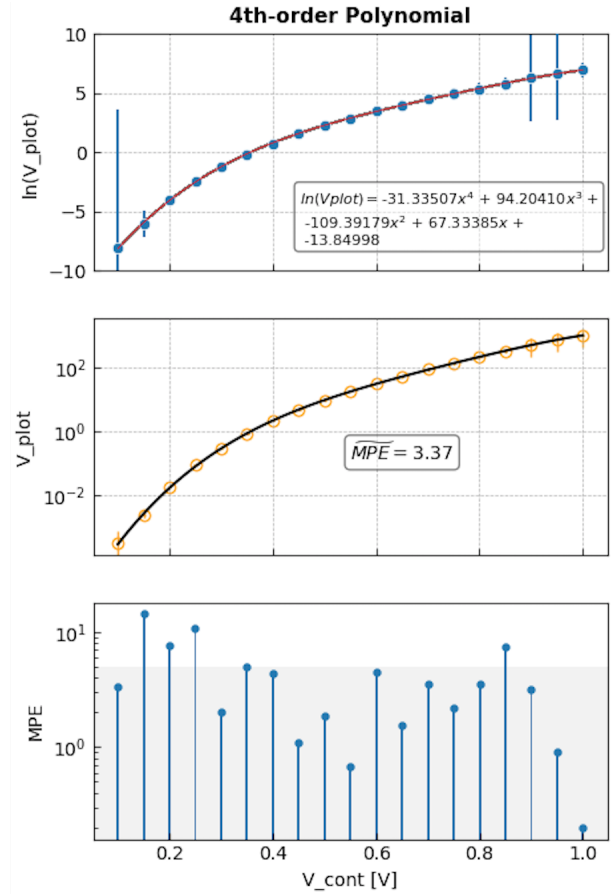 4th-order Polynomial
10
5
0
−5
−10
ln(V_plot)
ln(Vplot) = -31.33507x⁴ + 94.20410x³ +
-109.39179x² + 67.33385x +
-13.84998
10²
10⁰
10⁻²
V_plot
M͠P͠E͠ = 3.37
10¹
10⁰
MPE
0.2 0.4 0.6 0.8 1.0
V_cont [V]